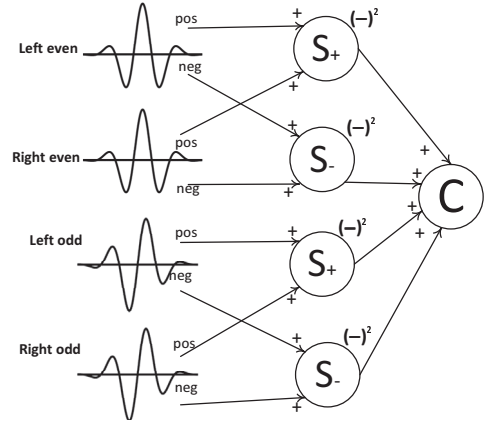 pos
+
(−)²
Left even
S+
neg
+
+
+
(−)²
pos
Right even
S-
+
neg
+
+
C
+
Left odd
pos
+
(−)²
+
S+
neg
+
+
(−)²
Right odd
pos
S-
neg
+